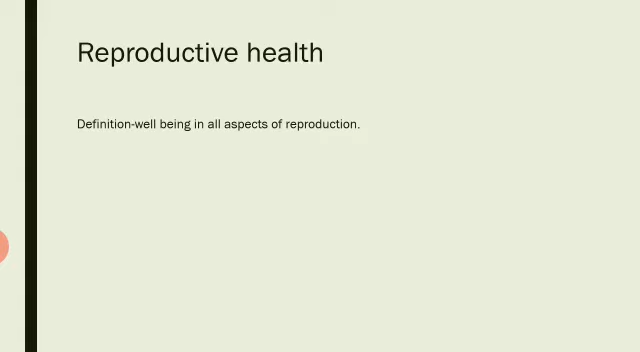 Reproductive health
Definition-well being in all aspects of reproduction.